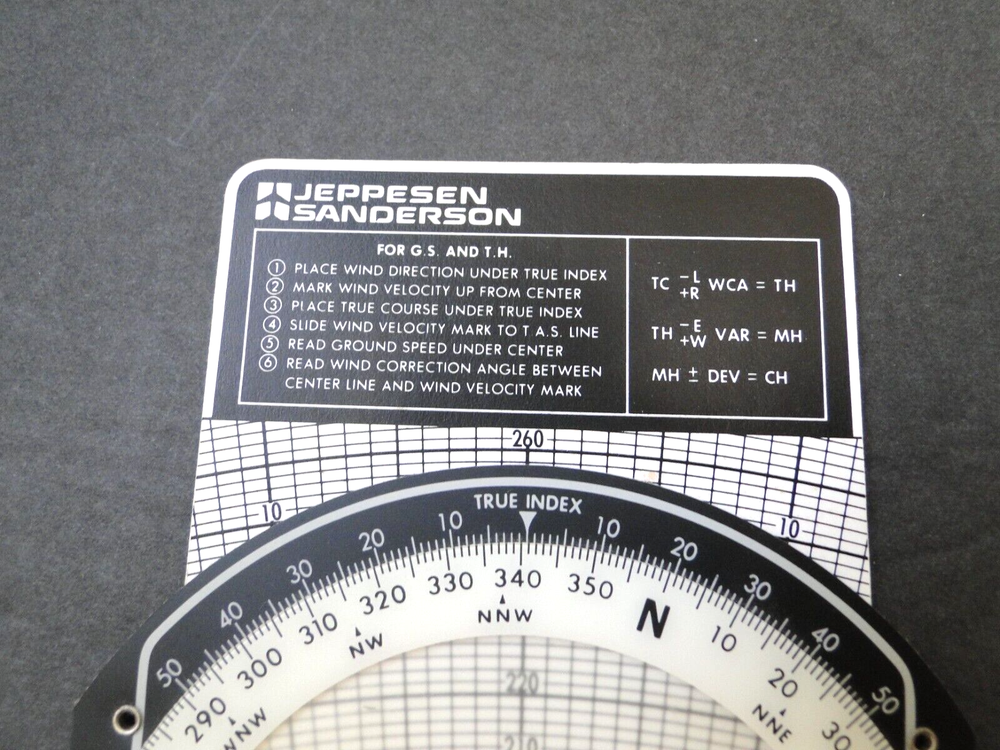 JEPPESEN
SANDERSON
FOR G.S. AND T.H.
① PLACE WIND DIRECTION UNDER TRUE INDEX
② MARK WIND VELOCITY UP FROM CENTER
③ PLACE TRUE COURSE UNDER TRUE INDEX
④ SLIDE WIND VELOCITY MARK TO T A.S. LINE
⑤ READ GROUND SPEED UNDER CENTER
⑥ READ WIND CORRECTION ANGLE BETWEEN
CENTER LINE AND WIND VELOCITY MARK
TC -L +R WCA = TH
TH -E +W VAR = MH
MH ± DEV = CH
260
10 10
TRUE INDEX
50 40 30 20 10 10 20 30 40 50
290 300 310 320 330 340 350 N 10 20 30
WNW NW NNW NNE
220
210